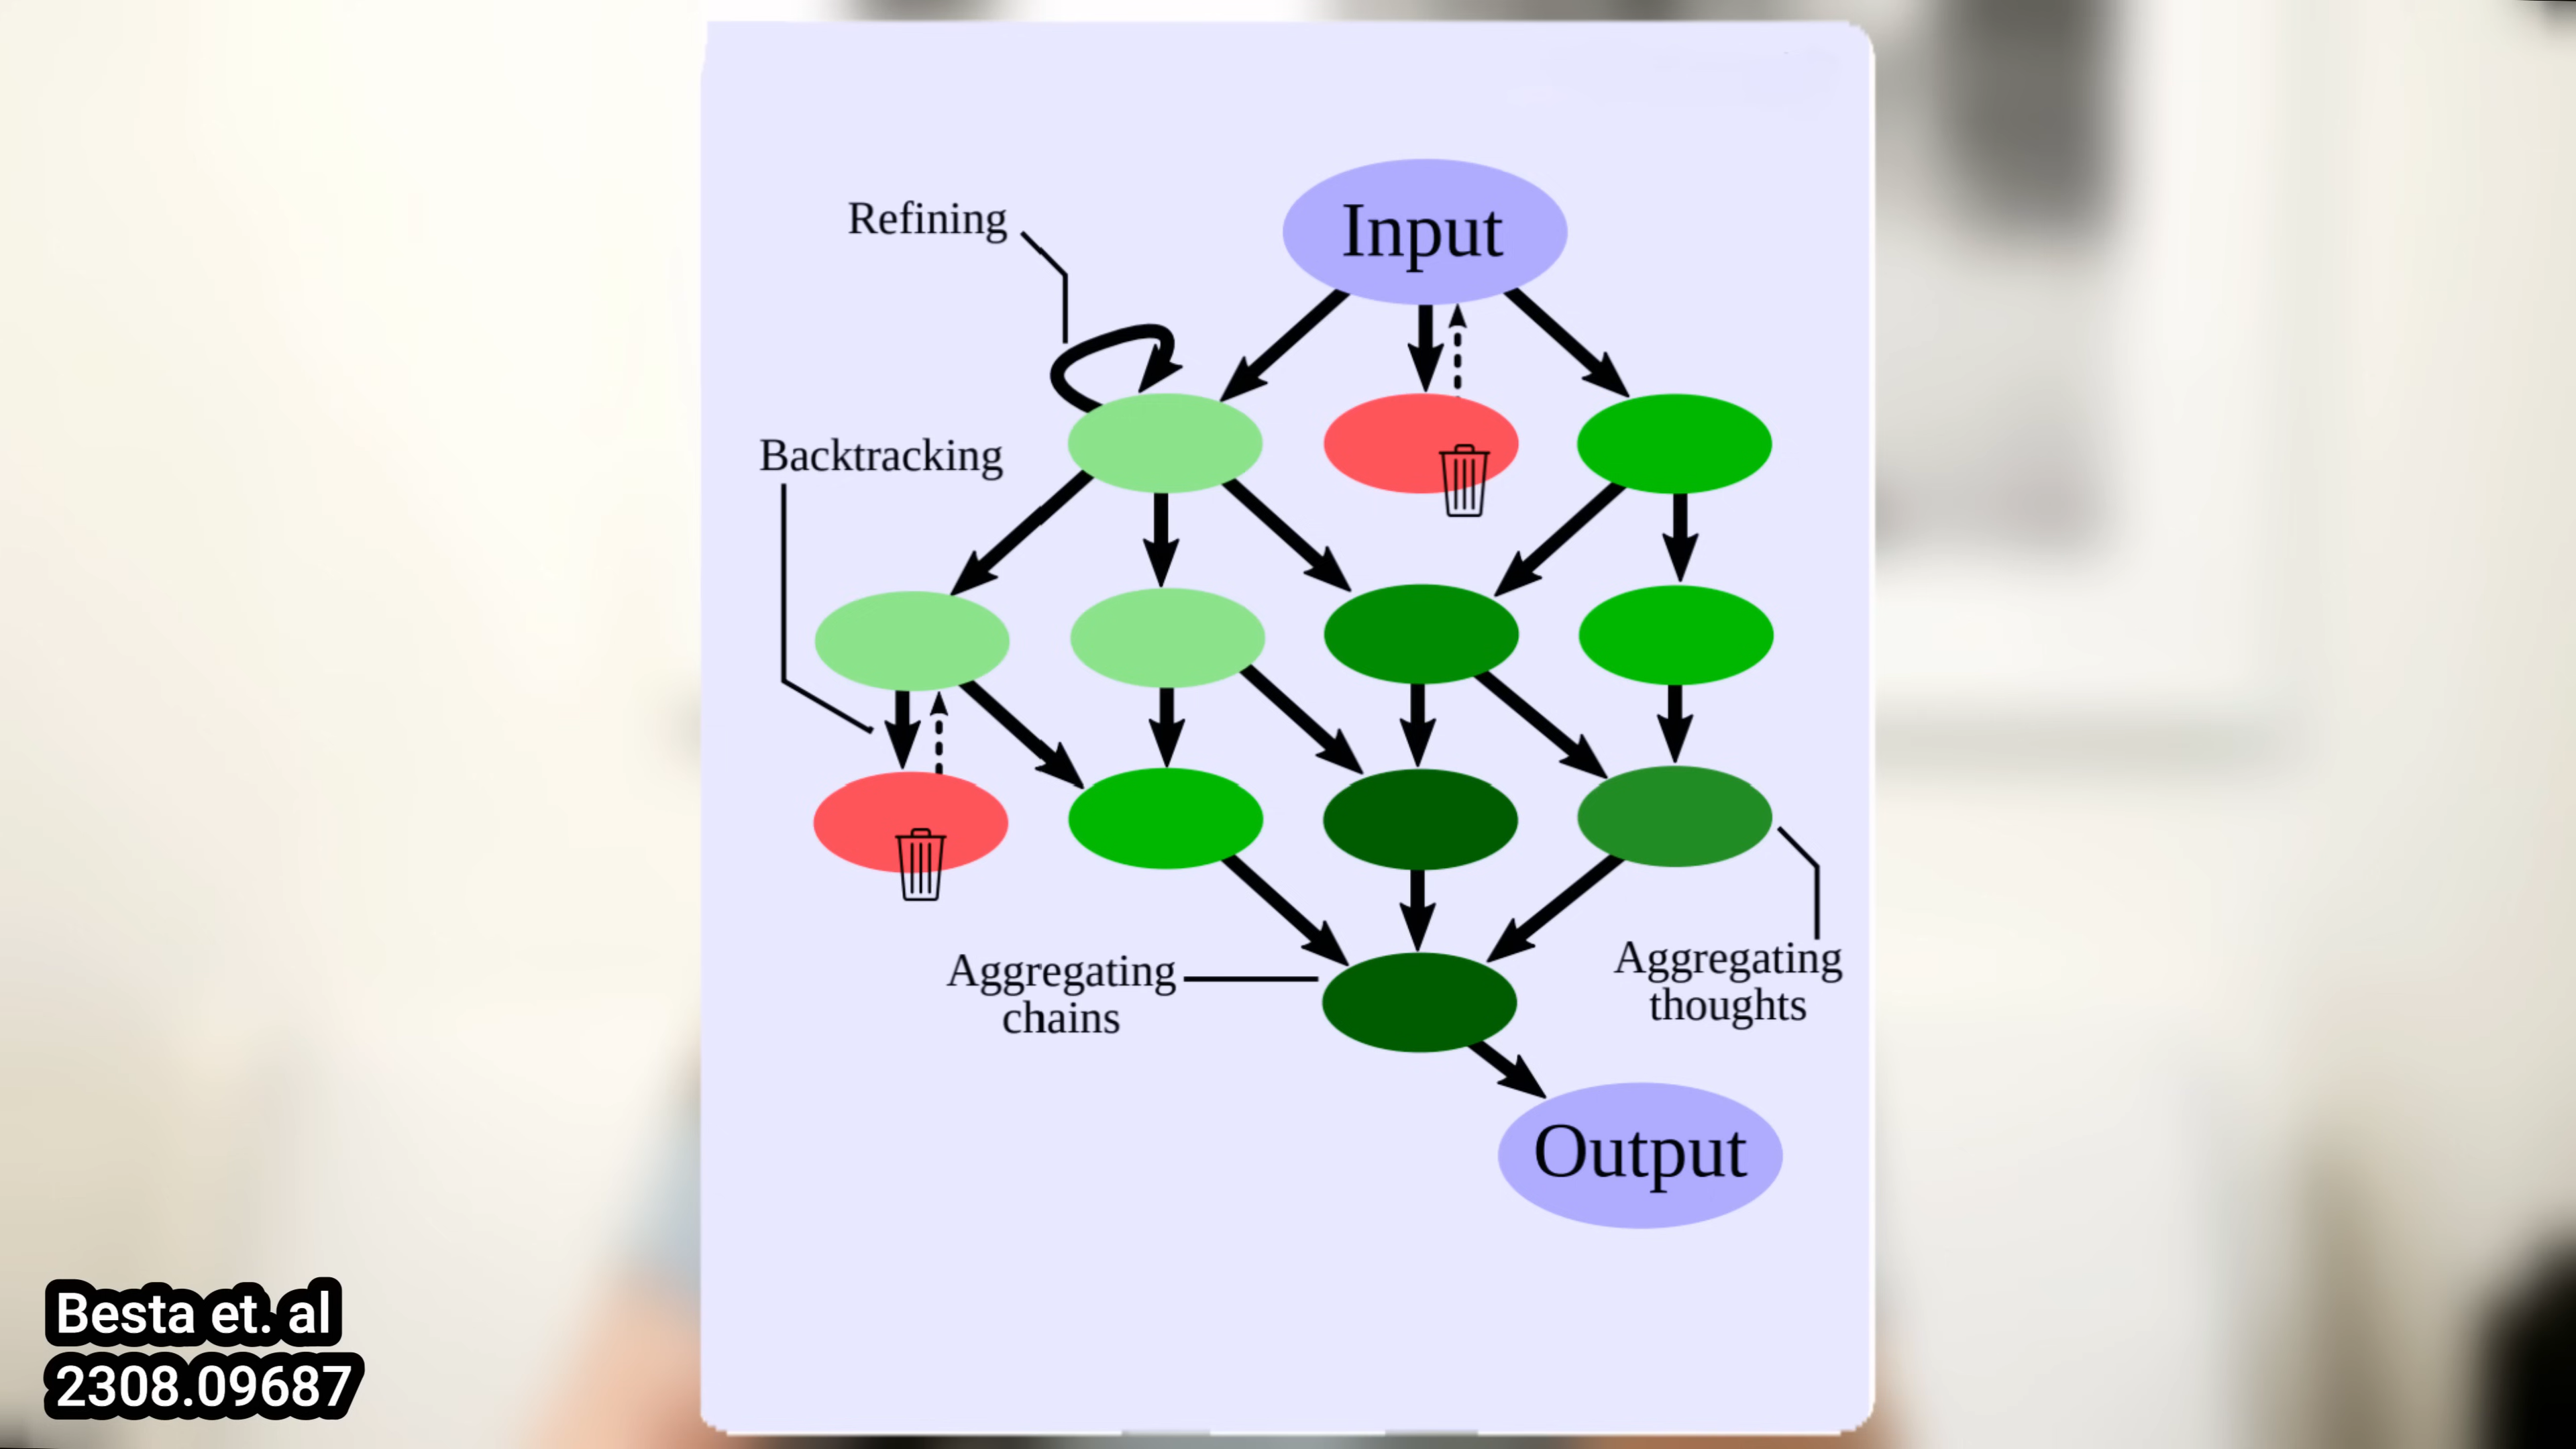 Input
Refining
Backtracking
Aggregating
chains
Aggregating
thoughts
Output
Besta et. al
2308.09687